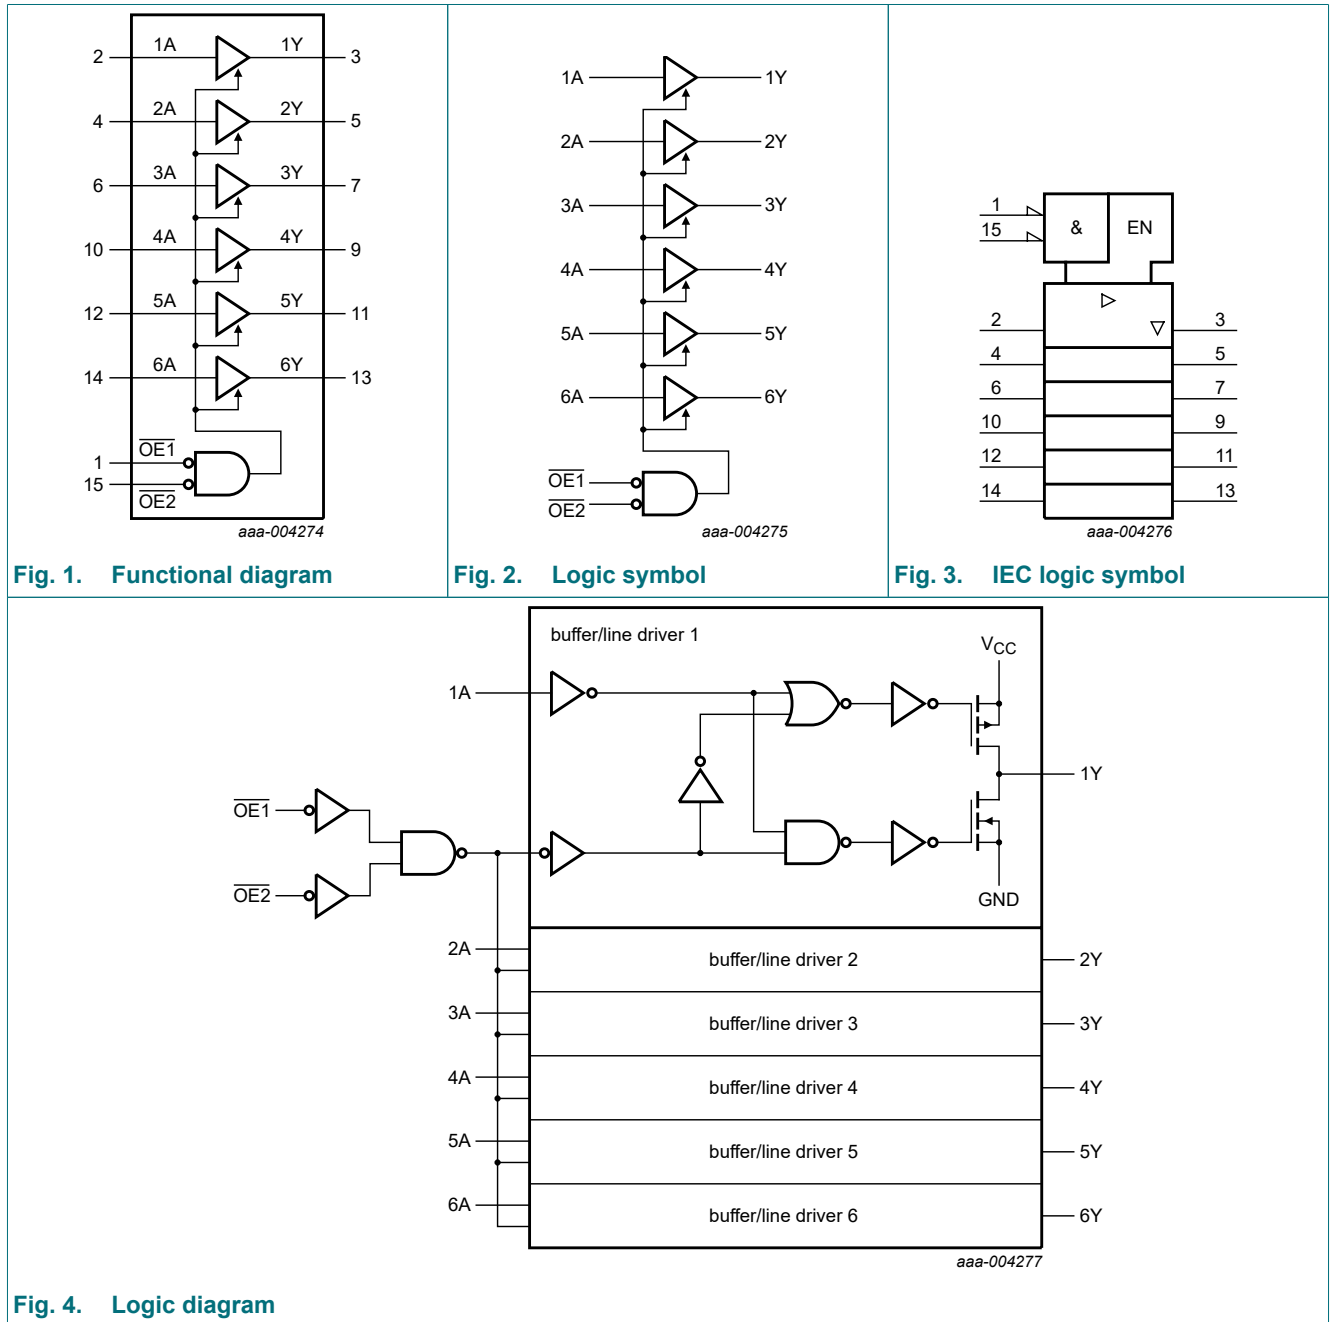 2 1A 1Y 3
4 2A 2Y 5
6 3A 3Y 7
10 4A 4Y 9
12 5A 5Y 11
14 6A 6Y 13
1 OE1
15 OE2
aaa-004274
Fig. 1. Functional diagram
1A 1Y
2A 2Y
3A 3Y
4A 4Y
5A 5Y
6A 6Y
OE1
OE2
aaa-004275
Fig. 2. Logic symbol
1
15
& EN
2 3
4 5
6 7
10 9
12 11
14 13
aaa-004276
Fig. 3. IEC logic symbol
buffer/line driver 1
VCC
1A
1Y
OE1
OE2
GND
2A buffer/line driver 2 2Y
3A buffer/line driver 3 3Y
4A buffer/line driver 4 4Y
5A buffer/line driver 5 5Y
6A buffer/line driver 6 6Y
aaa-004277
Fig. 4. Logic diagram